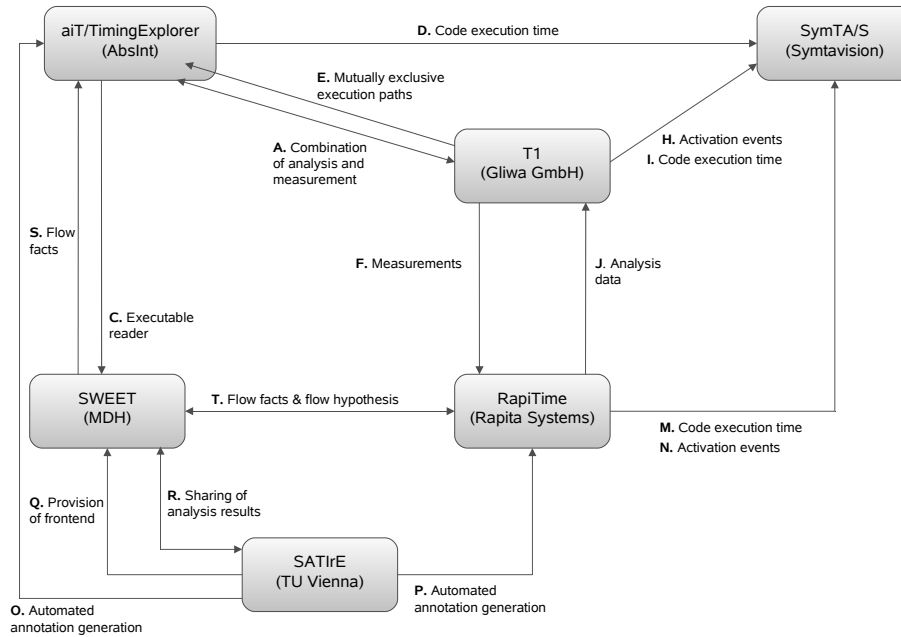 aiT/TimingExplorer
(AbsInt)
D. Code execution time
SymTA/S
(Symtavision)
E. Mutually exclusive
execution paths
A. Combination
of analysis and
measurement
T1
(Gliwa GmbH)
H. Activation events
I. Code execution time
S. Flow
facts
F. Measurements
J. Analysis
data
C. Executable
reader
SWEET
(MDH)
T. Flow facts & flow hypothesis
RapiTime
(Rapita Systems)
M. Code execution time
N. Activation events
Q. Provision
of frontend
R. Sharing of
analysis results
SATIrE
(TU Vienna)
P. Automated
annotation generation
O. Automated
annotation generation